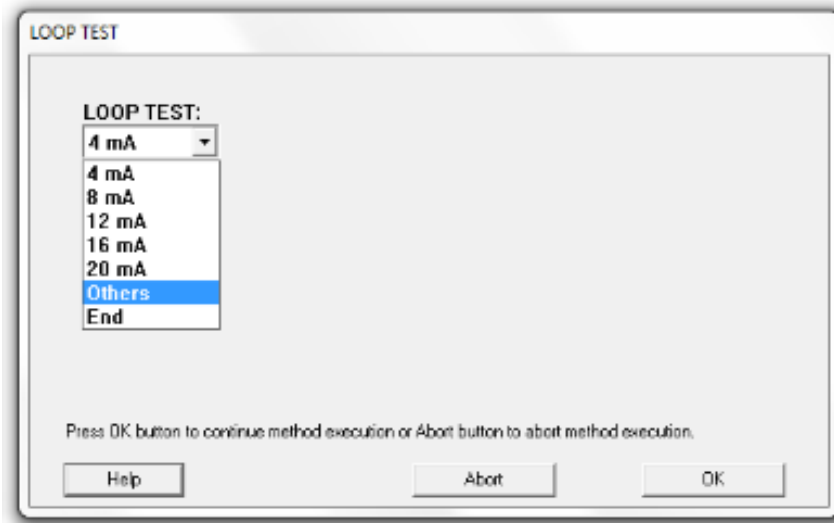 LOOP TEST
LOOP TEST:
4 mA
4 mA
8 mA
12 mA
16 mA
20 mA
Others
End
Press OK button to continue method execution or Abort button to abort method execution.
Help Abort OK